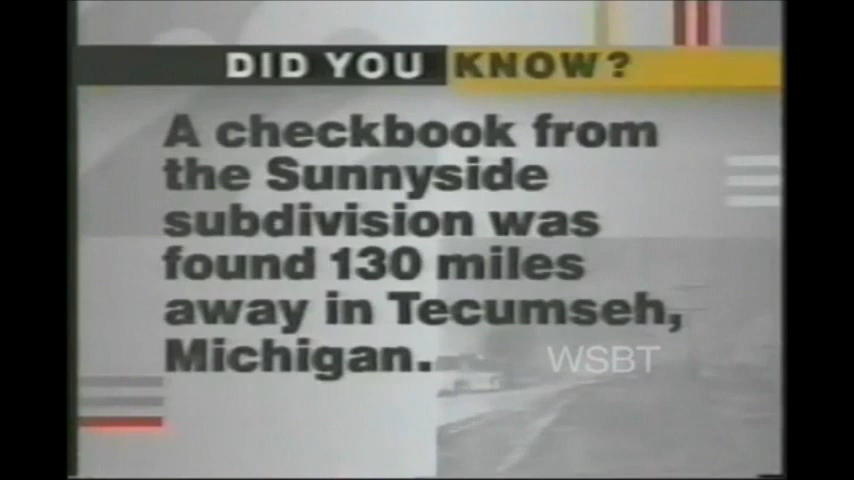 DID YOU KNOW?
A checkbook from
the Sunnyside
subdivision was
found 130 miles
away in Tecumseh,
Michigan.
WSBT